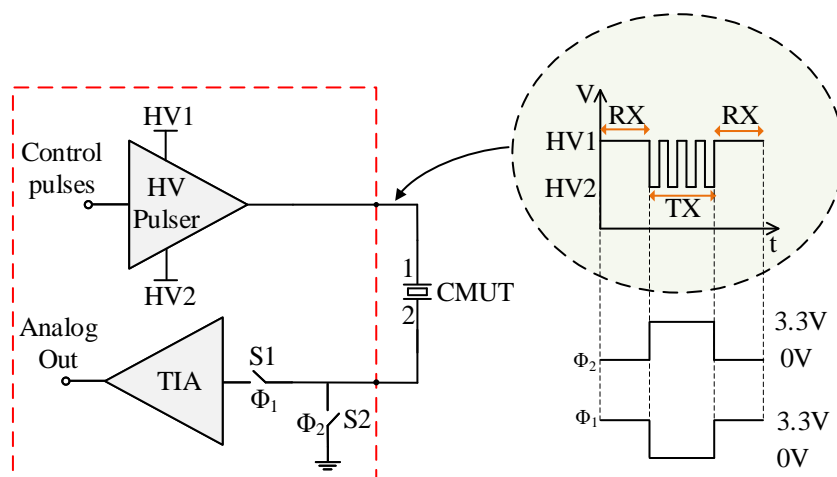 HV1
Control
pulses
HV
Pulser
HV2
1
CMUT
2
Analog
Out
TIA
S1
Φ1
Φ2
S2
V
RX
RX
HV1
HV2
TX
t
3.3V
Φ2
0V
Φ1
3.3V
0V